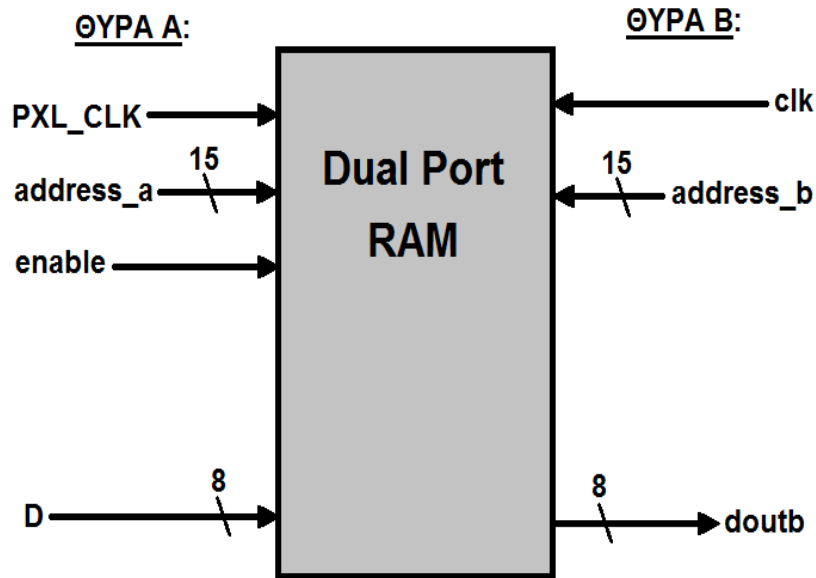 ΘΥΡΑ Α:
ΘΥΡΑ Β:
PXL_CLK
clk
15
address_a
15
address_b
enable
Dual Port
RAM
8
D
8
doutb